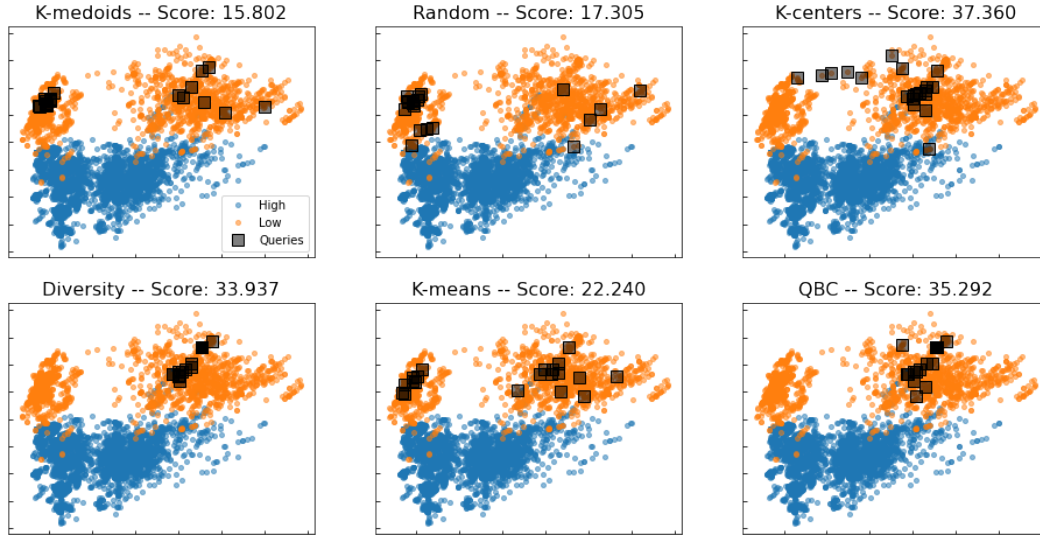 K-medoids -- Score: 15.802
Random -- Score: 17.305
K-centers -- Score: 37.360
High
Low
Queries
Diversity -- Score: 33.937
K-means -- Score: 22.240
QBC -- Score: 35.292